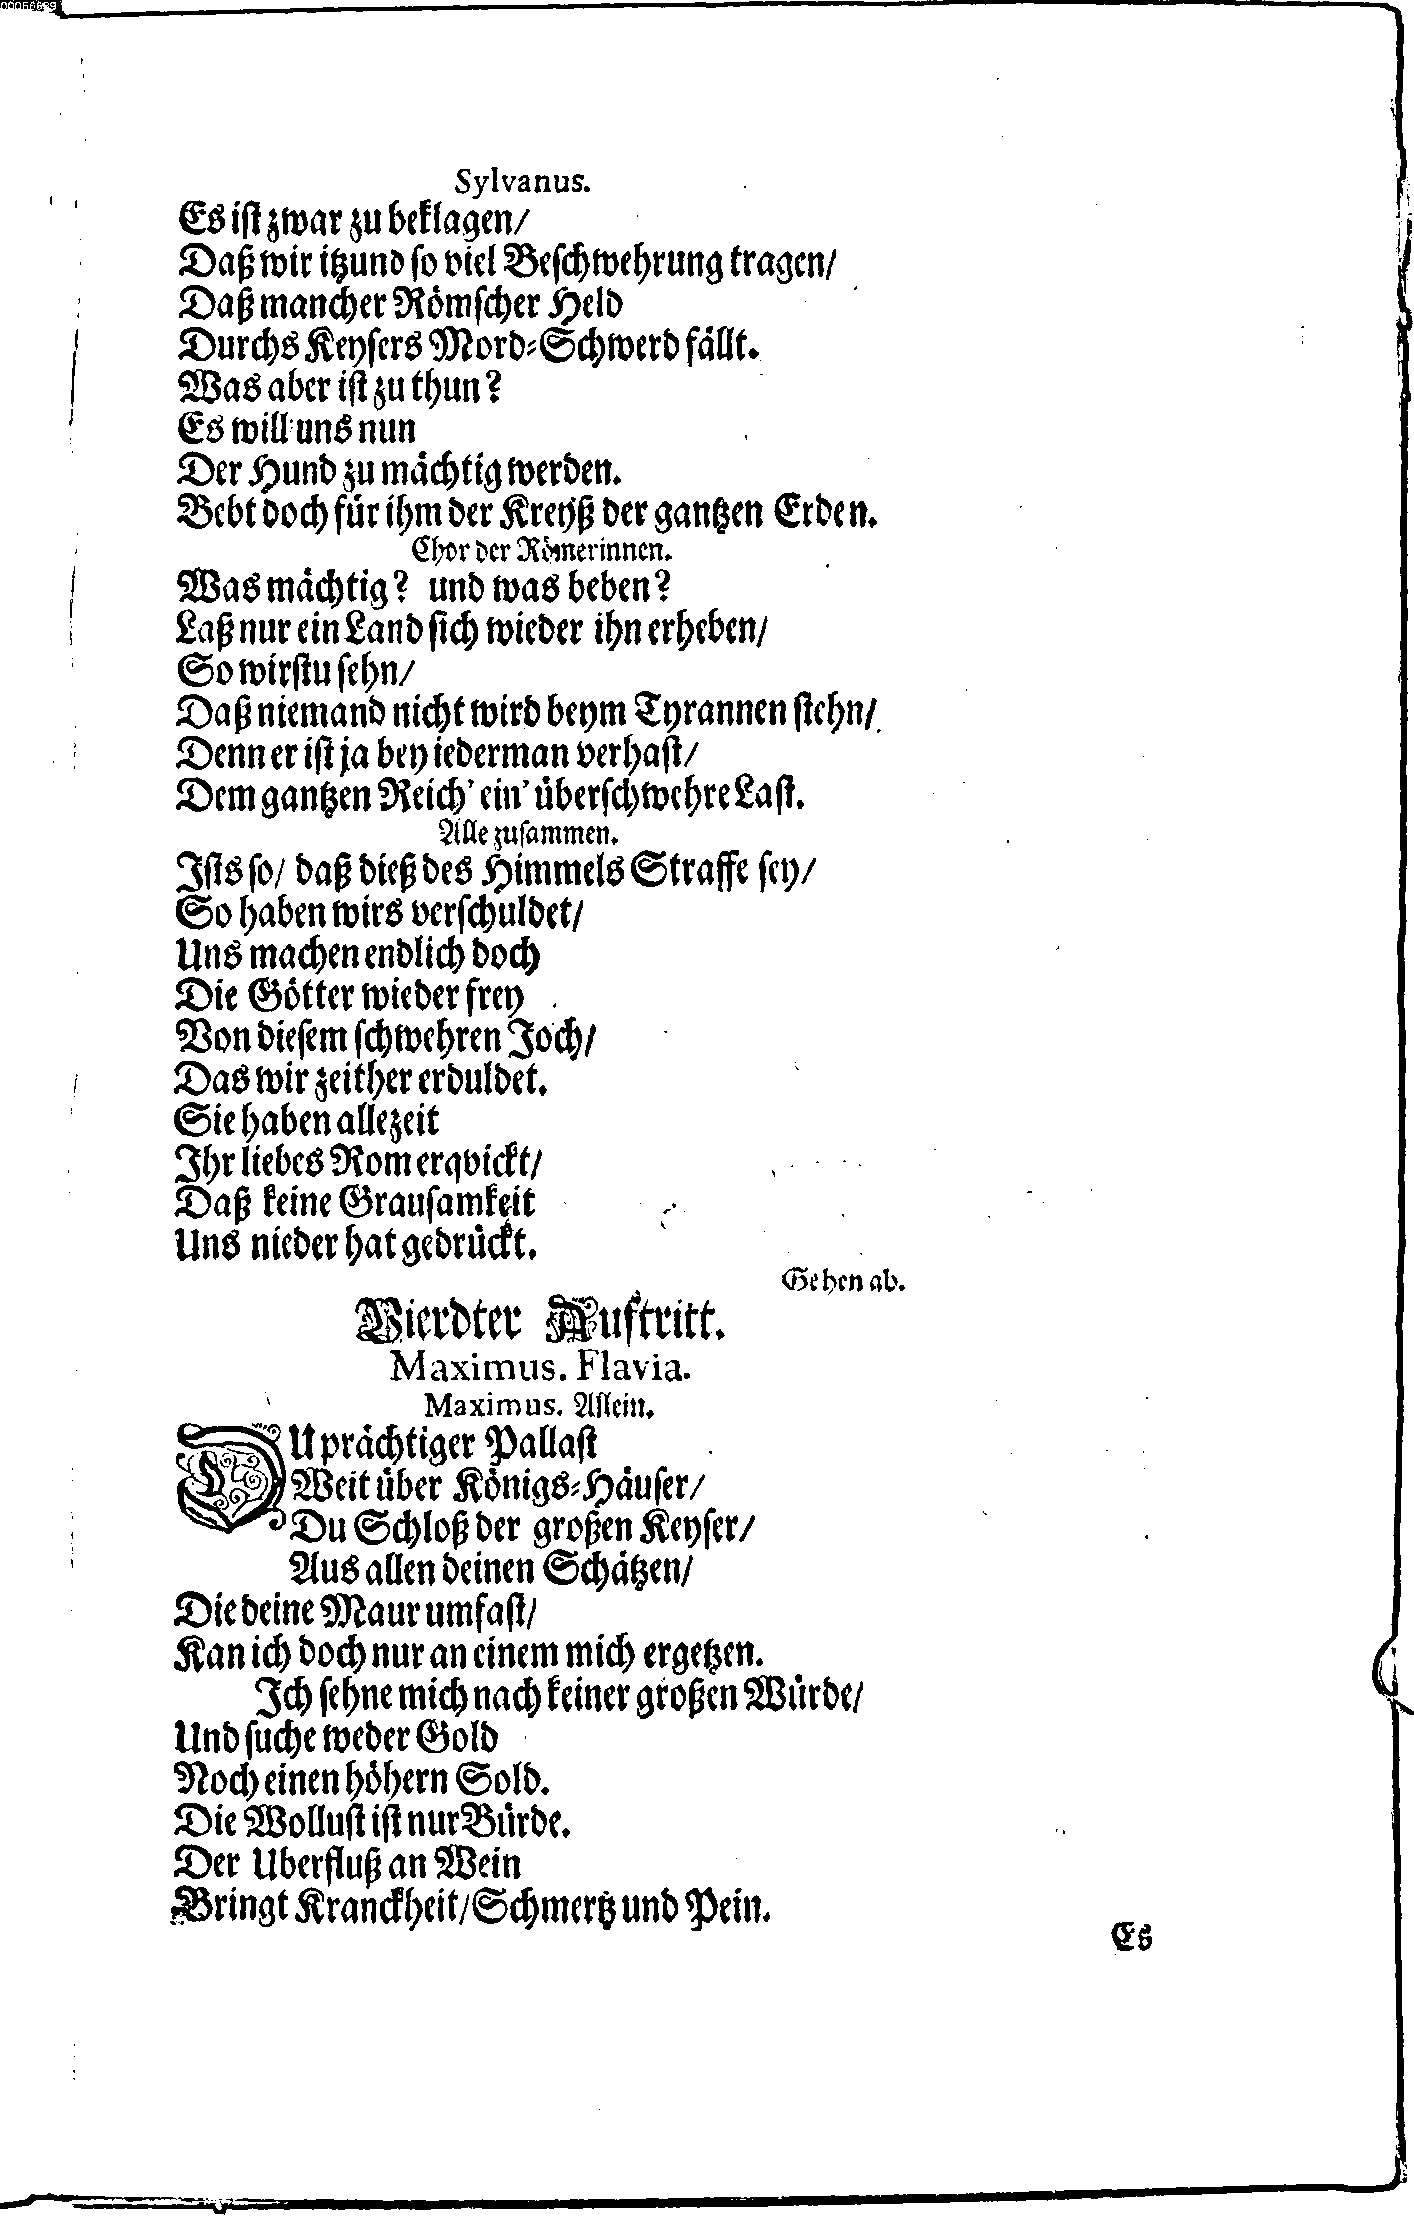 Sylvanus.
Es ist zwar zu beklagen/
Daß wir itzund so viel Beschwehrung tragen/
Daß mancher Römscher Held
Durchs Keysers Mord-Schwerd fällt.
Was aber ist zu thun?
Es will uns nun
Der Hund zu mächtig werden.
Bebt doch für ihm der Kreyß der gantzen Erden.
Chor der Römerinnen.
Was mächtig? und was beben?
Laß nur ein Land sich wieder ihn erheben/
So wirstu sehn/
Daß niemand nicht wird beym Tyrannen stehn/
Denn er ist ja bey iederman verhast/
Dem gantzen Reich' ein' überschwehre Last.
Alle zusammen.
Ists so/ daß dieß des Himmels Straffe sey/
So haben wirs verschuldet/
Uns machen endlich doch
Die Götter wieder frey
Von diesem schwehren Joch/
Das wir zeither erduldet.
Sie haben allezeit
Ihr liebes Rom erqvickt/
Daß keine Grausamkeit
Uns nieder hat gedrückt.
Gehen ab.
Vierdter Auftritt.
Maximus. Flavia.
Maximus. Allein.
DU prächtiger Pallast
Weit über Königs-Häuser/
Du Schloß der großen Keyser/
Aus allen deinen Schätzen/
Die deine Maur umfast/
Kan ich doch nur an einem mich ergetzen.
Ich sehne mich nach keiner großen Würde/
Und suche weder Gold
Noch einen höhern Sold.
Die Wollust ist nur Bürde.
Der Uberfluß an Wein
Bringt Kranckheit/ Schmertz und Pein.
Es